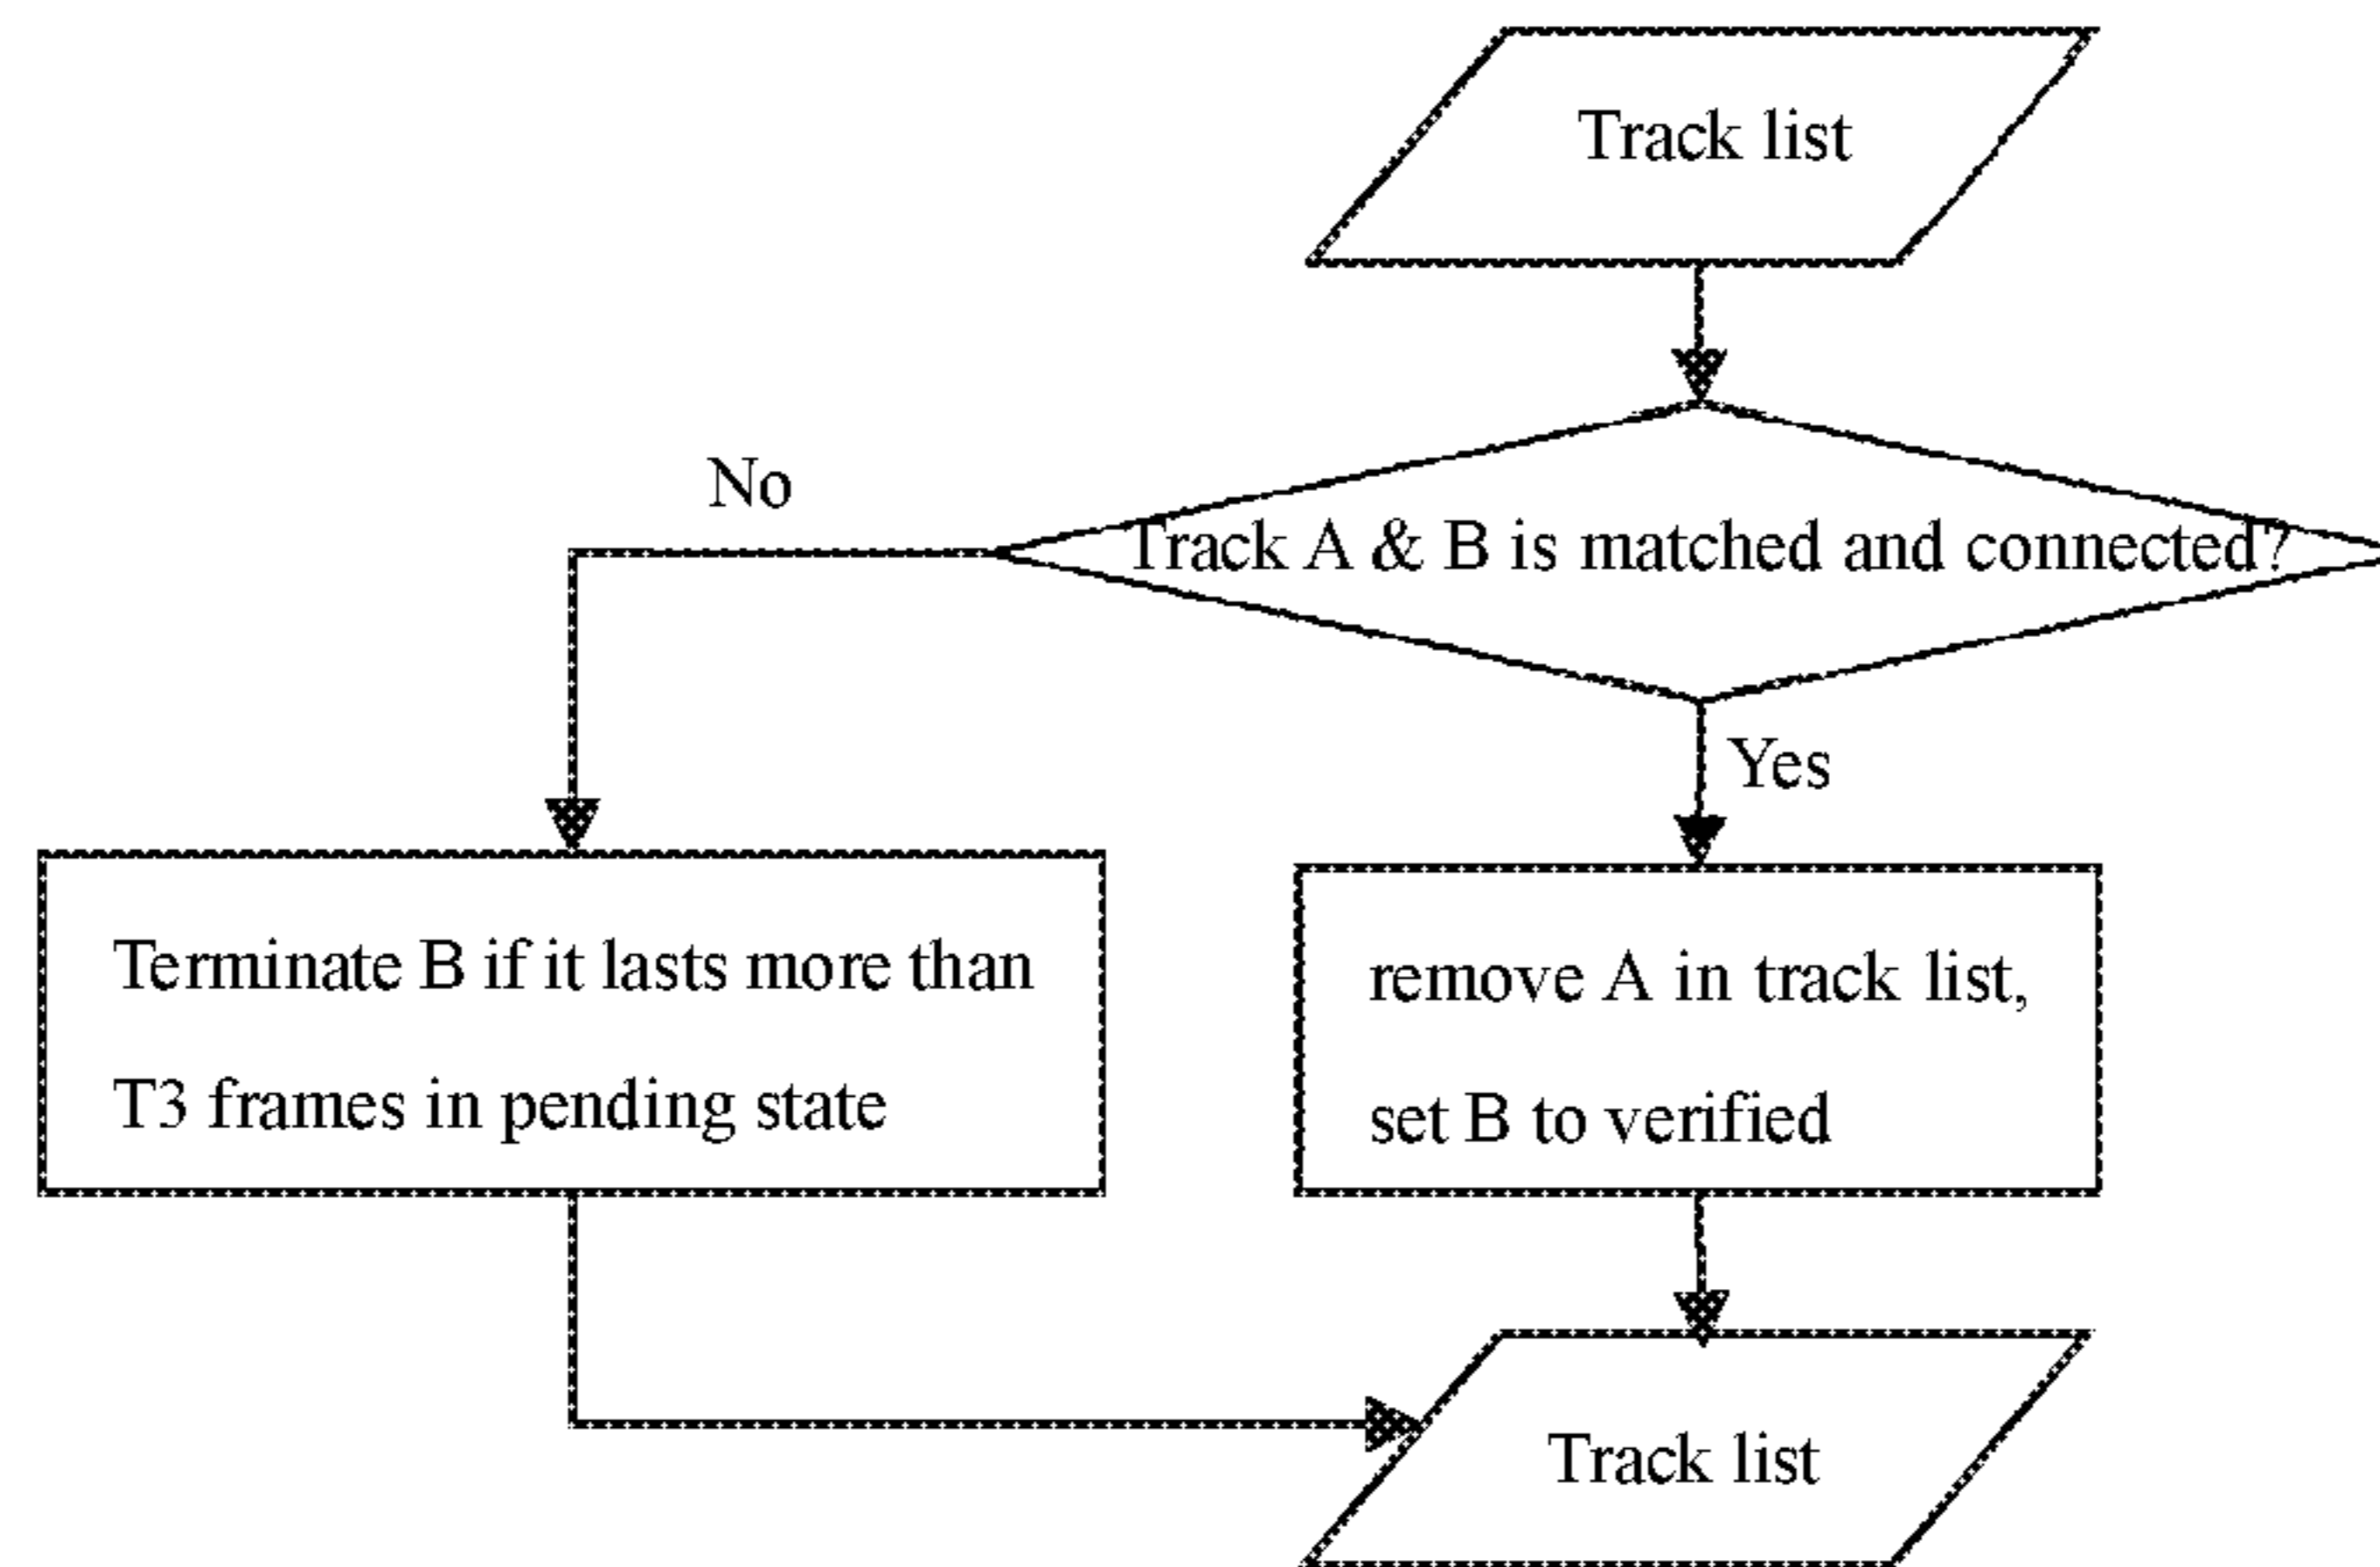 Track list
No
Track A & B is matched and connected?
Yes
Terminate B if it lasts more than
T3 frames in pending state
remove A in track list,
set B to verified
Track list